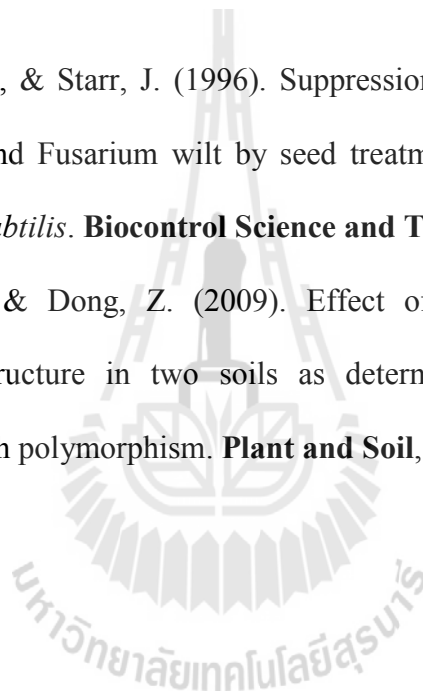 , & Starr, J. (1996). Suppression
nd Fusarium wilt by seed treatm
btilis. Biocontrol Science and T
& Dong, Z. (2009). Effect of
ructure in two soils as determ
n polymorphism. Plant and Soil,
มหาวิทยาลัยเทคโนโลยีสุรนารี